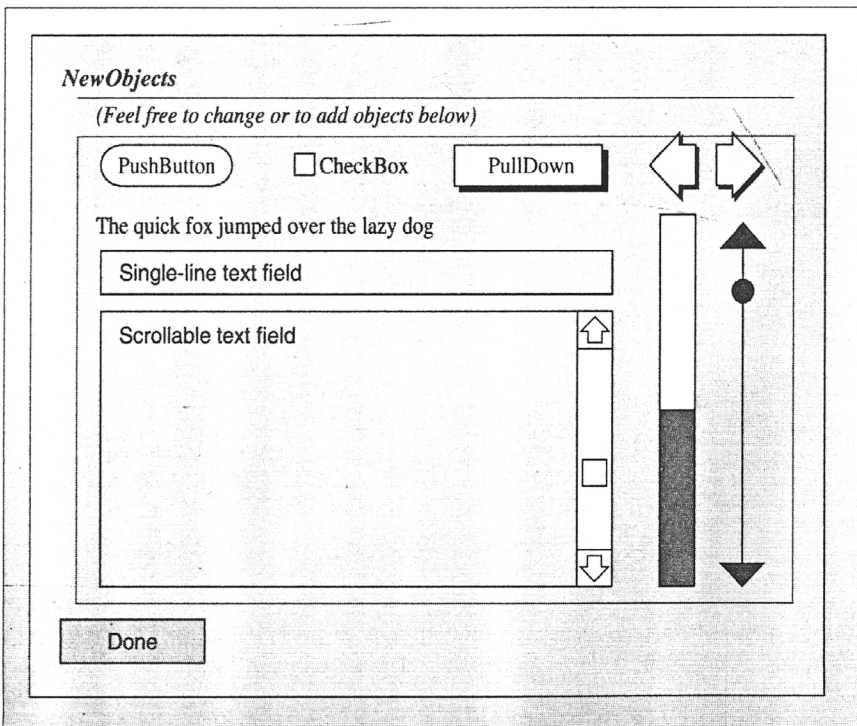 NewObjects
(Feel free to change or to add objects below)
PushButton
CheckBox
PullDown
The quick fox jumped over the lazy dog
Single-line text field
Scrollable text field
Done